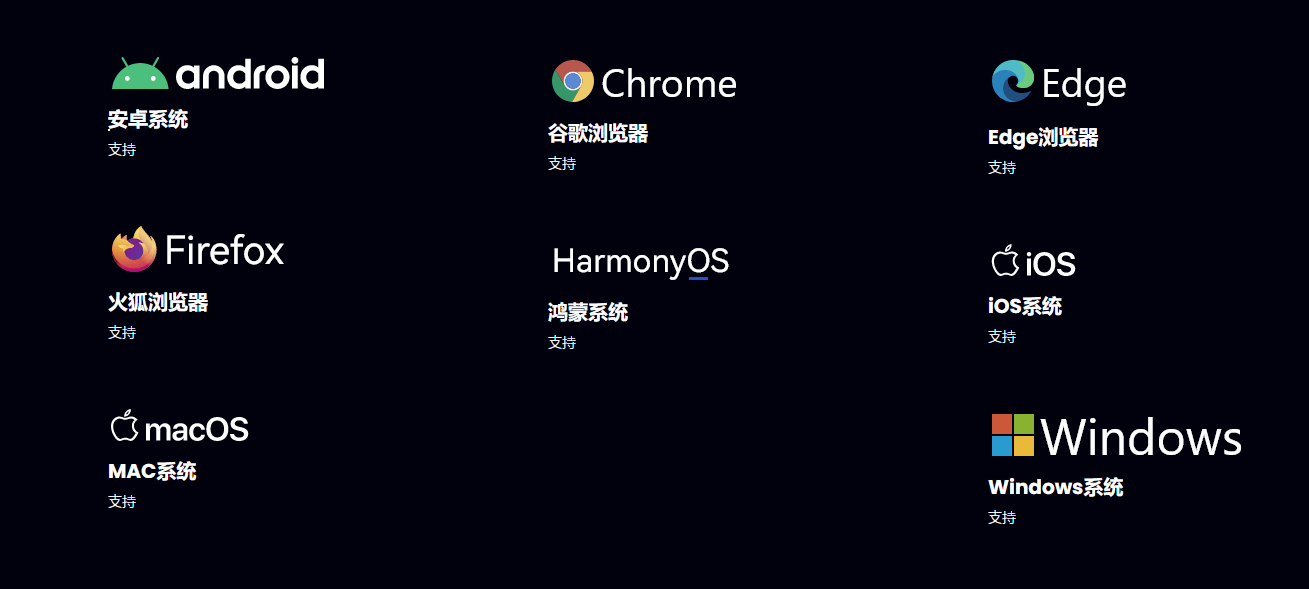 android
安卓系统
支持
Chrome
谷歌浏览器
支持
Edge
Edge浏览器
支持
Firefox
火狐浏览器
支持
HarmonyOS
鸿蒙系统
支持
iOS
iOS系统
支持
macOS
MAC系统
支持
Windows
Windows系统
支持